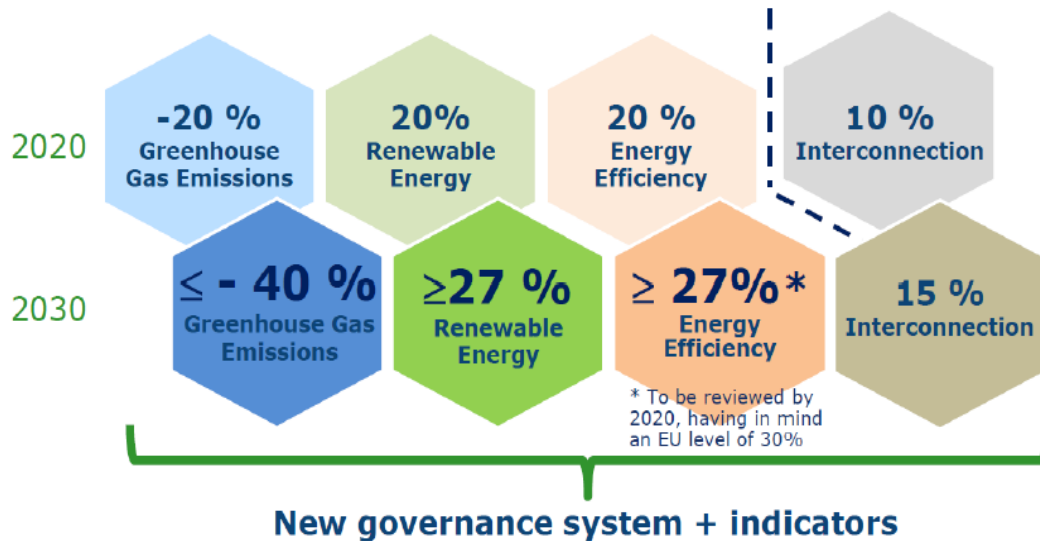 2020
-20 %
Greenhouse
Gas Emissions
20%
Renewable
Energy
20 %
Energy
Efficiency
10 %
Interconnection
2030
≤ - 40 %
Greenhouse Gas
Emissions
≥27 %
Renewable
Energy
≥ 27%*
Energy
Efficiency
* To be reviewed by
2020, having in mind
an EU level of 30%
15 %
Interconnection
New governance system + indicators